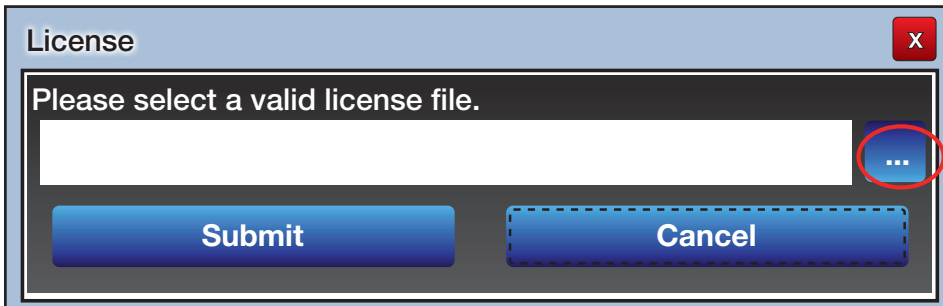 License
X
Please select a valid license file.
...
Submit
Cancel